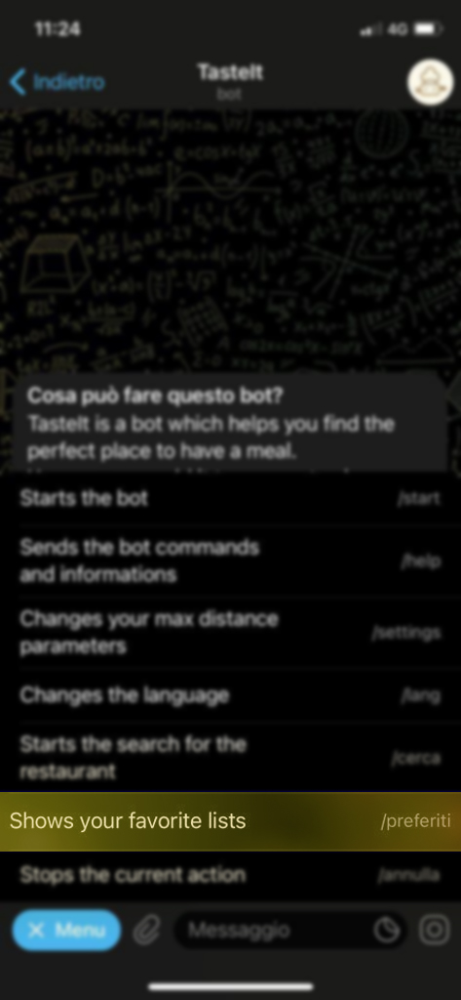 11:24
4G
Indietro
TasteIt
bot
Cosa può fare questo bot?
TasteIt is a bot which helps you find the
perfect place to have a meal.
Starts the bot /start
Sends the bot commands
and informations /help
Changes your max distance
parameters /settings
Changes the language /lang
Starts the search for the
restaurant /cerca
Shows your favorite lists /preferiti
Stops the current action /annulla
Menu
Messaggio